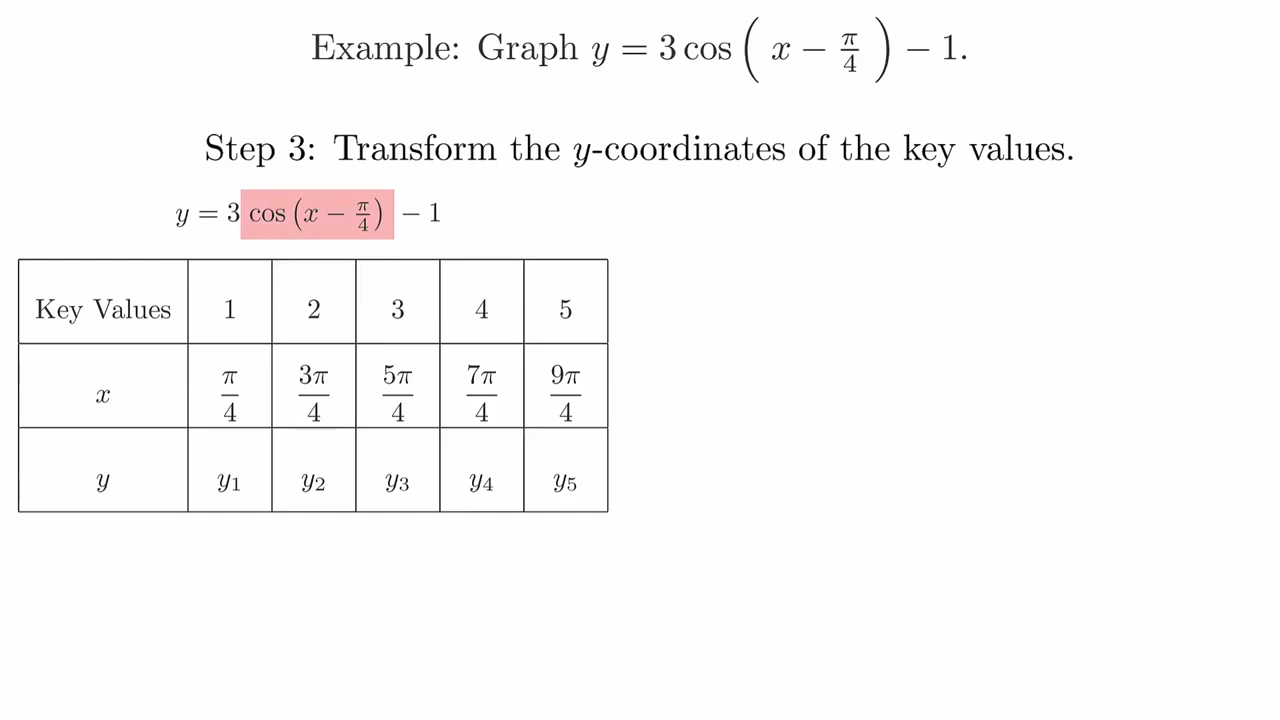 Example: Graph y = 3 cos ( x − π/4 ) − 1.
Step 3: Transform the y-coordinates of the key values.
y = 3 cos (x − π/4) − 1
Key Values 1 2 3 4 5
x π/4 3π/4 5π/4 7π/4 9π/4
y y₁ y₂ y₃ y₄ y₅